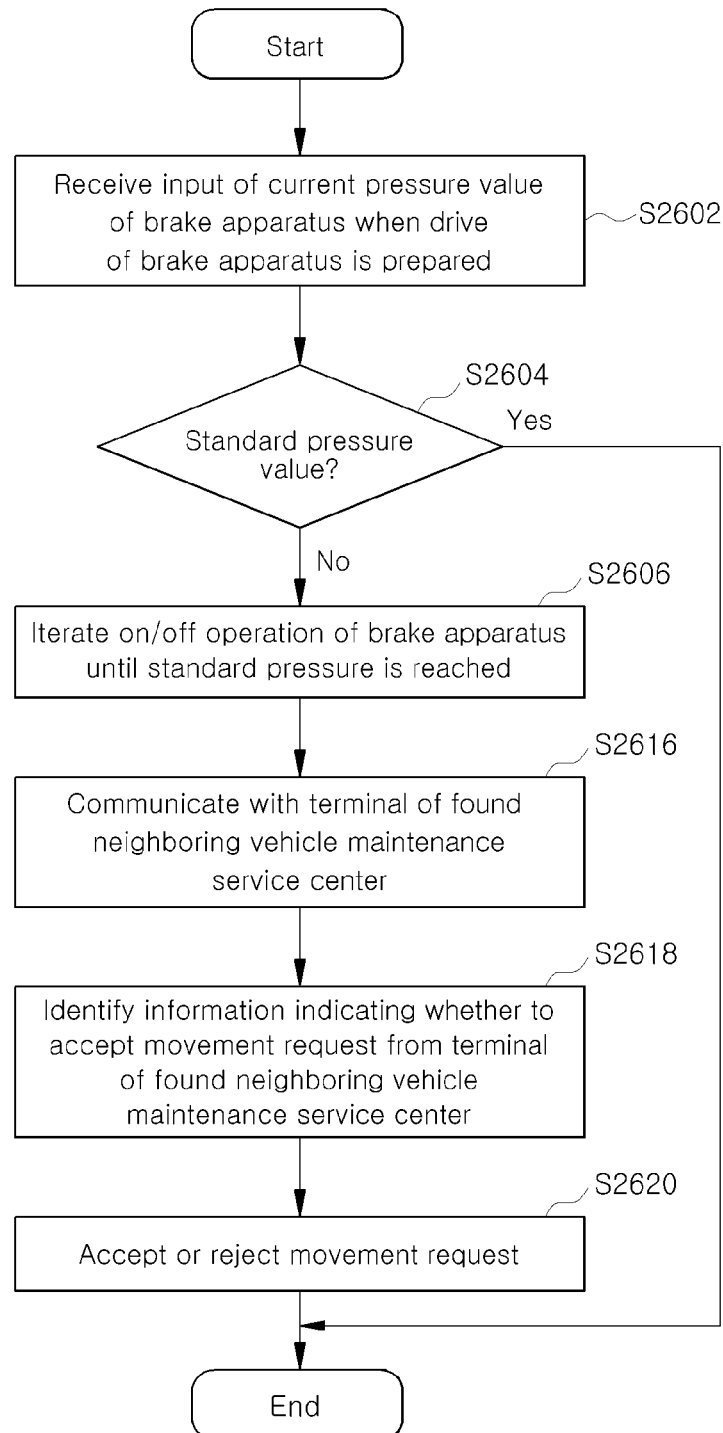 Start
Receive input of current pressure value
of brake apparatus when drive
of brake apparatus is prepared
S2602
S2604
Yes
Standard pressure
value?
No
S2606
Iterate on/off operation of brake apparatus
until standard pressure is reached
S2616
Communicate with terminal of found
neighboring vehicle maintenance
service center
S2618
Identify information indicating whether to
accept movement request from terminal
of found neighboring vehicle
maintenance service center
S2620
Accept or reject movement request
End